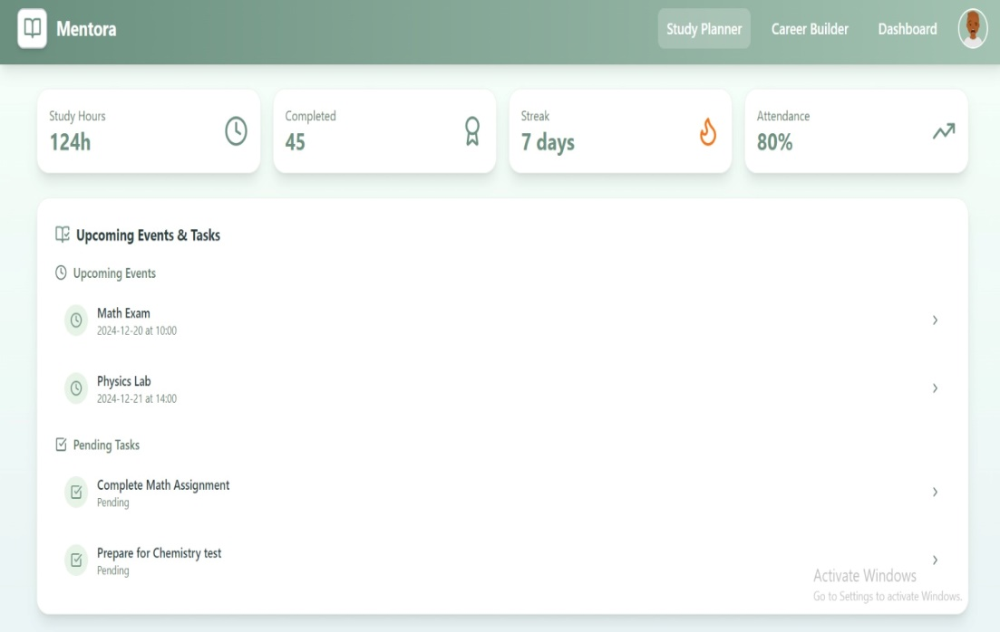 Mentora
Study Planner
Career Builder
Dashboard
Study Hours
124h
Completed
45
Streak
7 days
Attendance
80%
Upcoming Events & Tasks
Upcoming Events
Math Exam
2024-12-20 at 10:00
Physics Lab
2024-12-21 at 14:00
Pending Tasks
Complete Math Assignment
Pending
Prepare for Chemistry test
Pending
Activate Windows
Go to Settings to activate Windows.